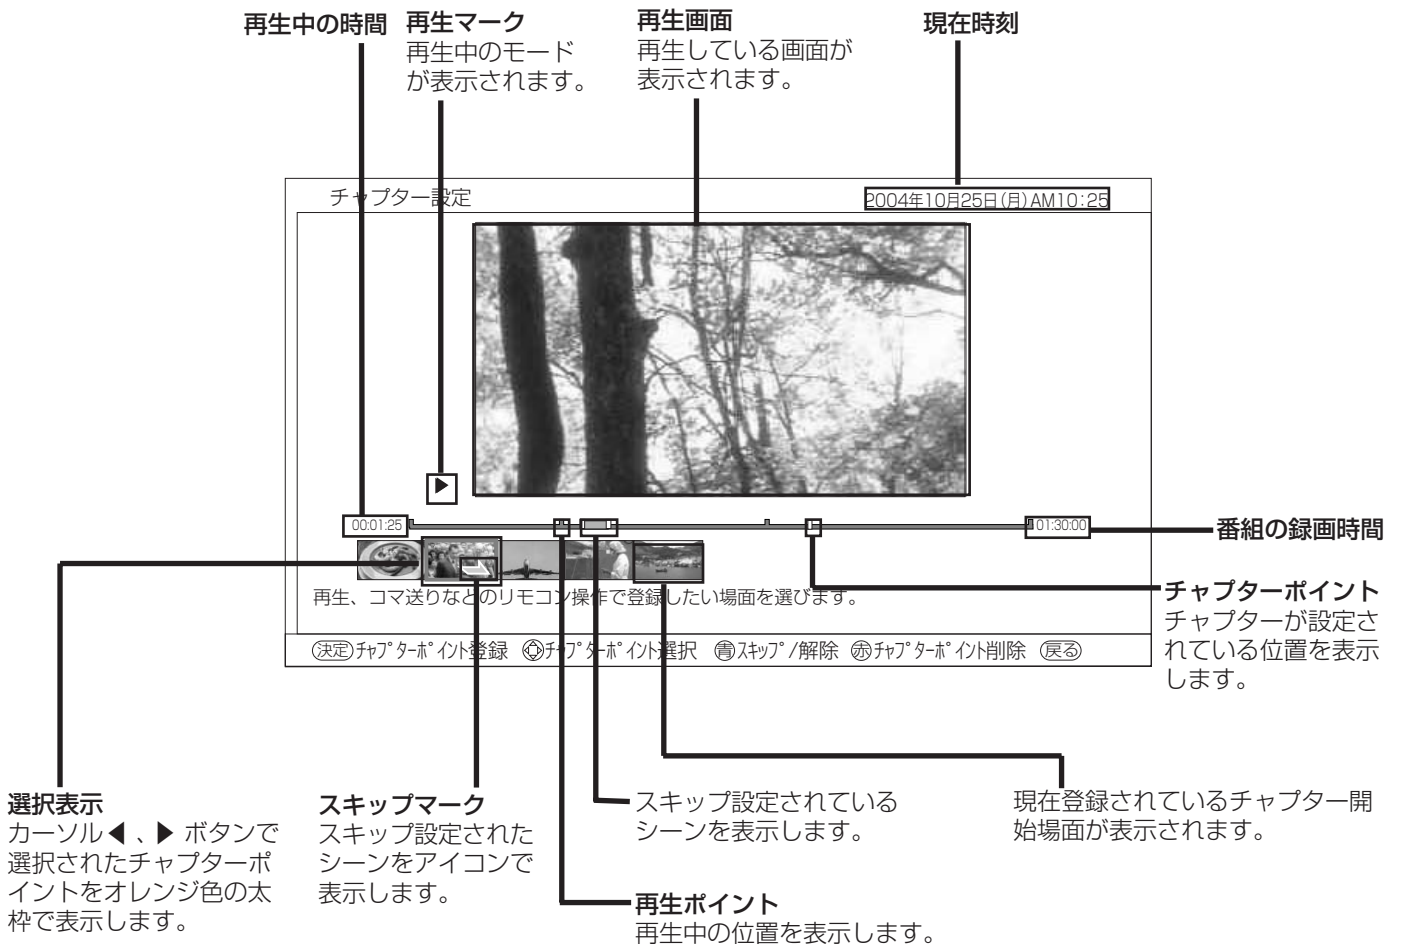 再生中の時間
再生マーク
再生中のモード
が表示されます。
再生画面
再生している画面が
表示されます。
現在時刻
チャプター設定
2004年10月25日(月)AM10:25
00:01:25
01:30:00
番組の録画時間
再生、コマ送りなどのリモコン操作で登録したい場面を選びます。
決定 ﾁｬﾌﾟﾀｰﾎﾟｲﾝﾄ登録 ﾁｬﾌﾟﾀｰﾎﾟｲﾝﾄ選択 青 ｽｷｯﾌﾟ/解除 赤 ﾁｬﾌﾟﾀｰﾎﾟｲﾝﾄ削除 戻る
チャプターポイント
チャプターが設定さ
れている位置を表示
します。
選択表示
カーソル◀、▶ ボタンで
選択されたチャプターポ
イントをオレンジ色の太
枠で表示します。
スキップマーク
スキップ設定された
シーンをアイコンで
表示します。
スキップ設定されている
シーンを表示します。
現在登録されているチャプター開
始場面が表示されます。
再生ポイント
再生中の位置を表示します。